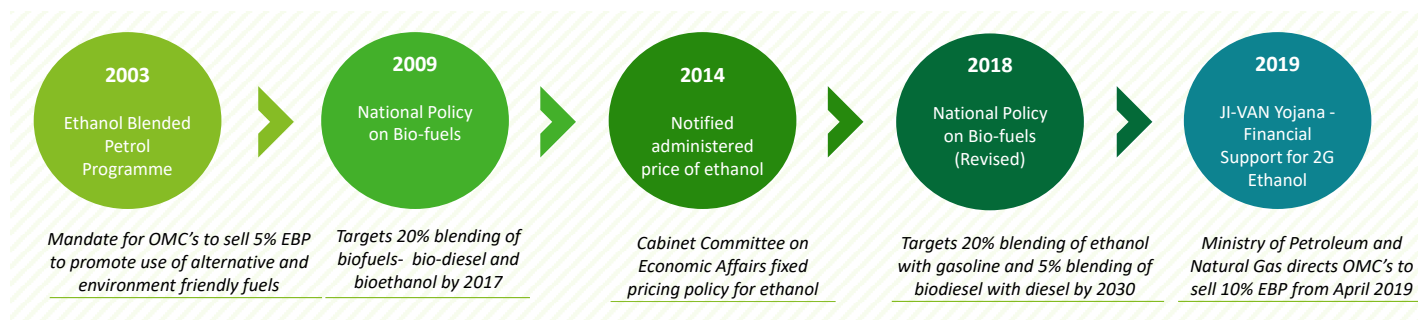 2003
Ethanol Blended
Petrol
Programme
Mandate for OMC's to sell 5% EBP
to promote use of alternative and
environment friendly fuels
2009
National Policy
on Bio-fuels
Targets 20% blending of
biofuels- bio-diesel and
bioethanol by 2017
2014
Notified
administered
price of ethanol
Cabinet Committee on
Economic Affairs fixed
pricing policy for ethanol
2018
National Policy
on Bio-fuels
(Revised)
Targets 20% blending of ethanol
with gasoline and 5% blending of
biodiesel with diesel by 2030
2019
JI-VAN Yojana -
Financial
Support for 2G
Ethanol
Ministry of Petroleum and
Natural Gas directs OMC's to
sell 10% EBP from April 2019